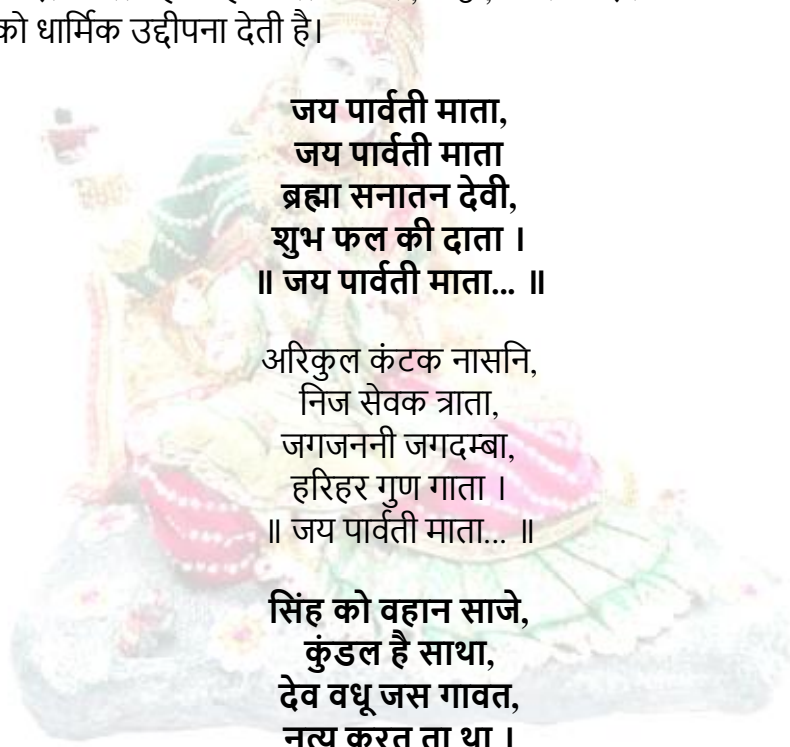 को धार्मिक उद्दीपना देती है।
जय पार्वती माता,
जय पार्वती माता
ब्रह्मा सनातन देवी,
शुभ फल की दाता ।
॥ जय पार्वती माता... ॥
अरिकुल कंटक नासनि,
निज सेवक त्राता,
जगजननी जगदम्बा,
हरिहर गुण गाता ।
॥ जय पार्वती माता... ॥
सिंह को वहान साजे,
कुंडल है साथा,
देव वधू जस गावत,
नृत्य करत ता था ।